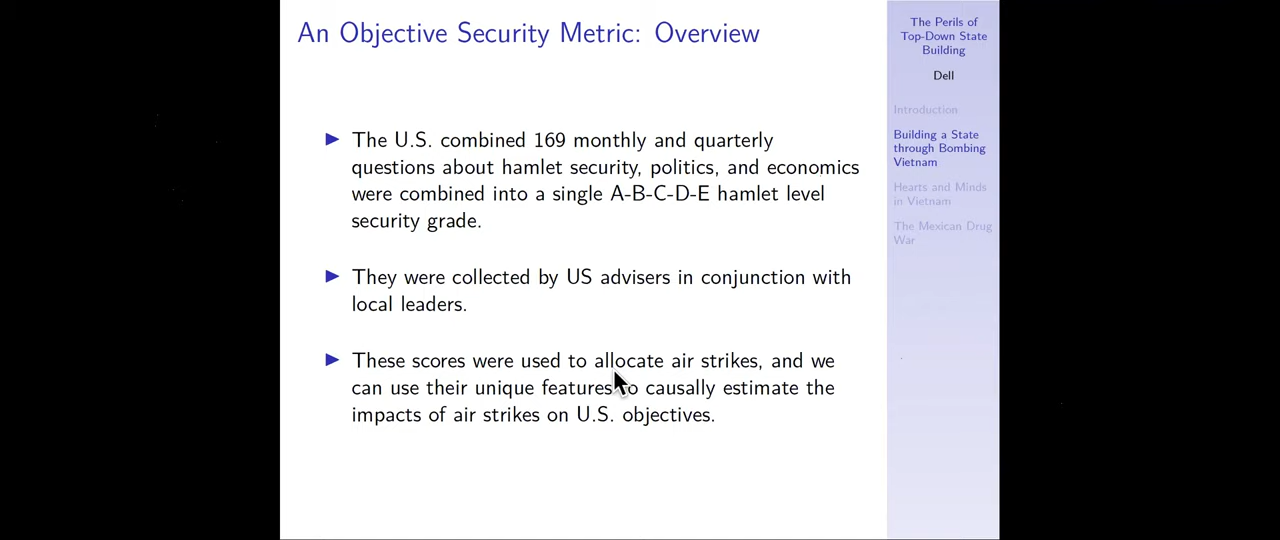 An Objective Security Metric: Overview
The U.S. combined 169 monthly and quarterly
questions about hamlet security, politics, and economics
were combined into a single A-B-C-D-E hamlet level
security grade.
They were collected by US advisers in conjunction with
local leaders.
These scores were used to allocate air strikes, and we
can use their unique features to causally estimate the
impacts of air strikes on U.S. objectives.
The Perils of
Top-Down State
Building
Dell
Introduction
Building a State
through Bombing
Vietnam
Hearts and Minds
in Vietnam
The Mexican Drug
War